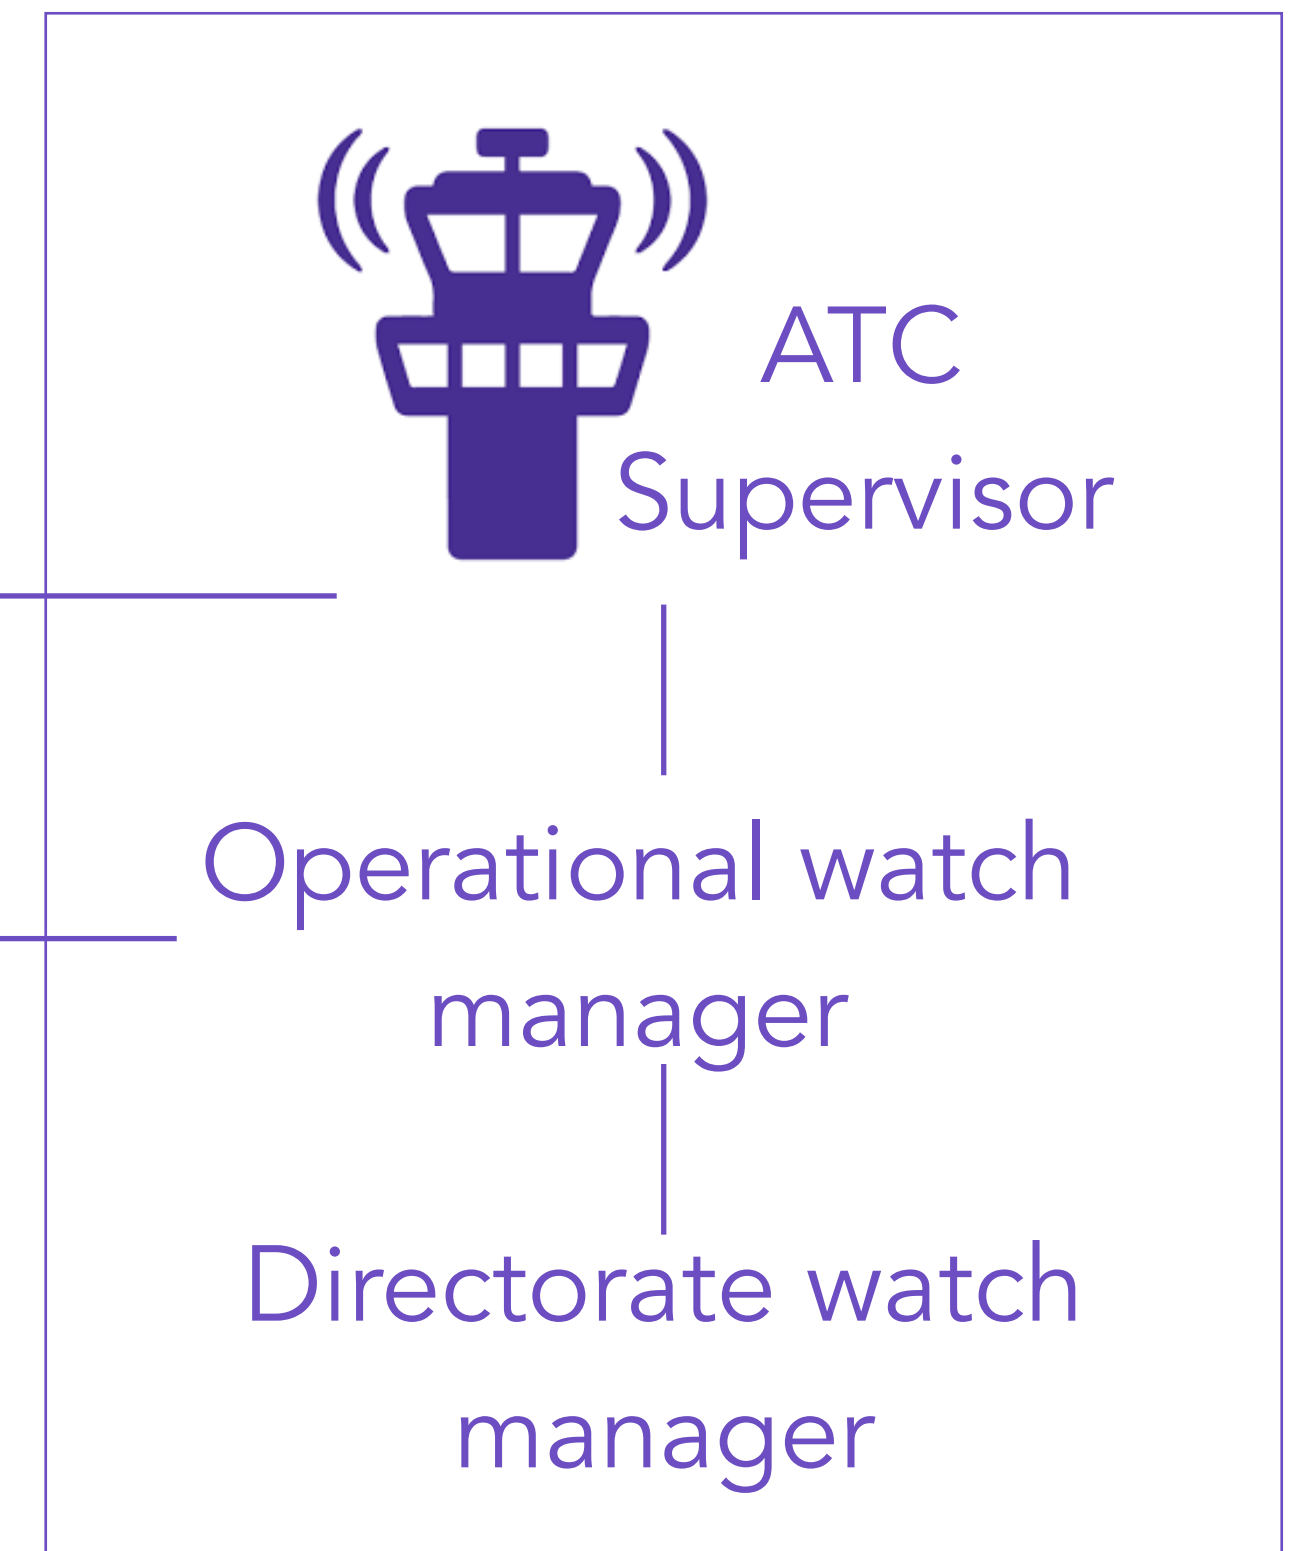 ATC
Supervisor
Operational watch
manager
Directorate watch
manager